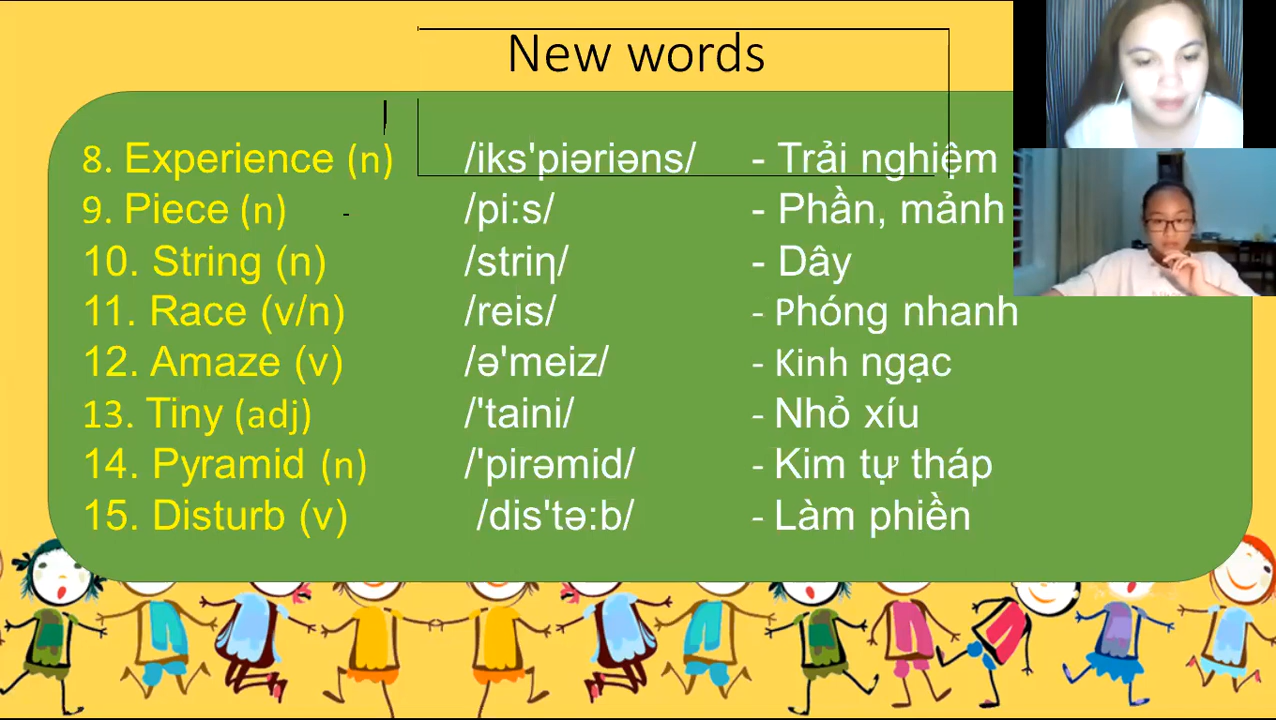 New words
8. Experience (n) /iks'piəriəns/ - Trải nghiệm
9. Piece (n) /pi:s/ - Phần, mảnh
10. String (n) /striη/ - Dây
11. Race (v/n) /reis/ - Phóng nhanh
12. Amaze (v) /ə'meiz/ - Kinh ngạc
13. Tiny (adj) /'taini/ - Nhỏ xíu
14. Pyramid (n) /'pirəmid/ - Kim tự tháp
15. Disturb (v) /dis'tə:b/ - Làm phiền